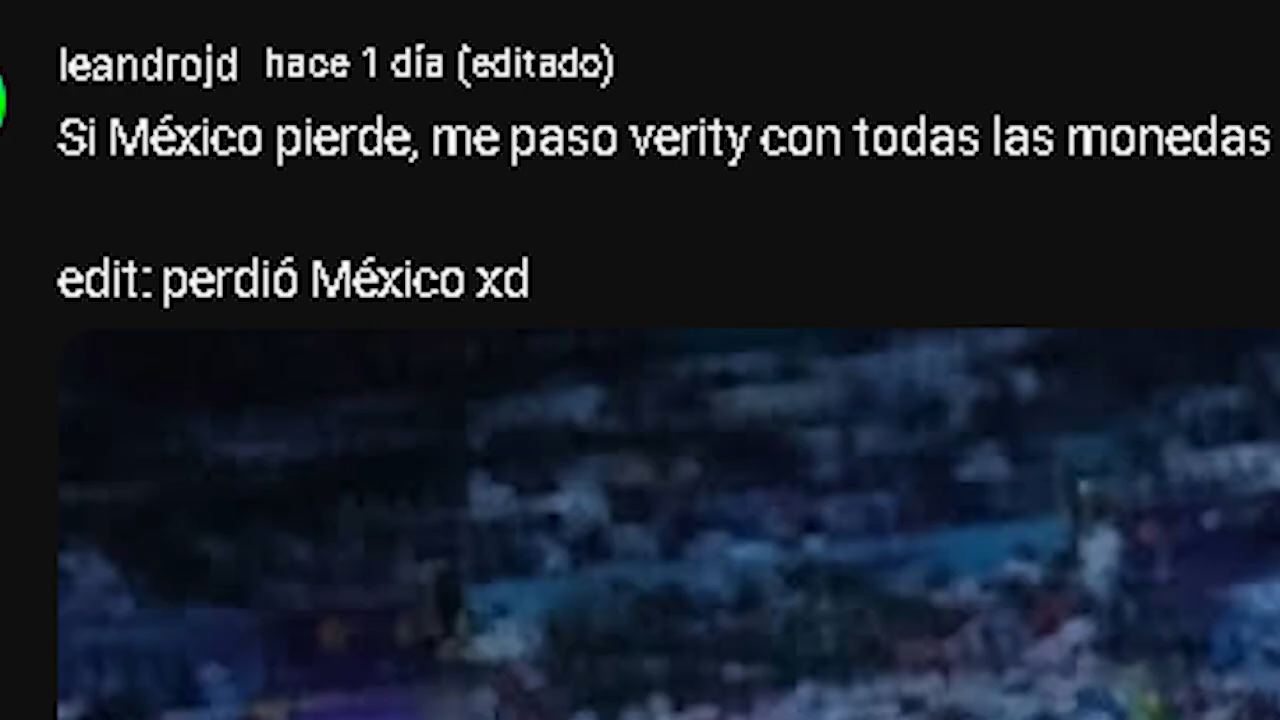 leandrojd hace 1 día (editado)
Si México pierde, me paso verity con todas las monedas
edit: perdió México xd